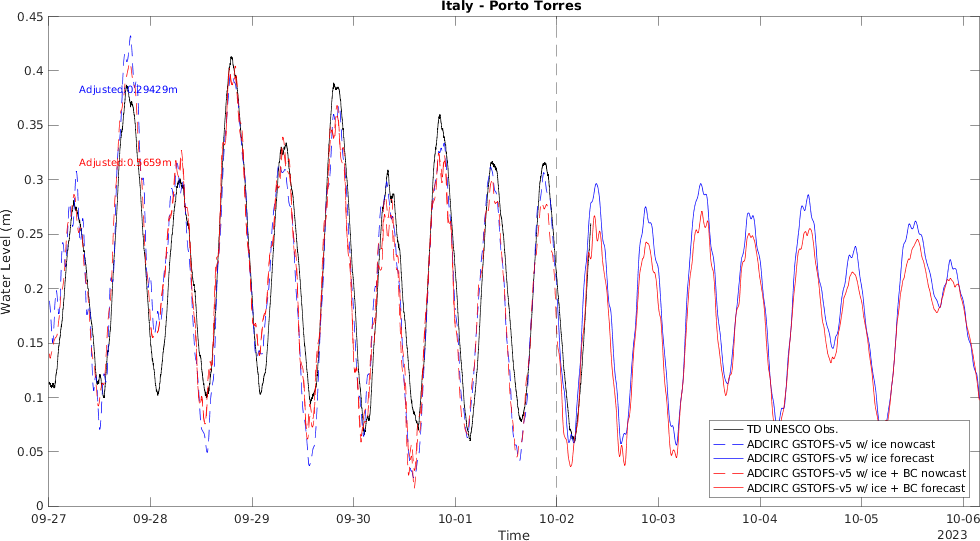 Italy - Porto Torres
0.45
0.4
0.35
0.3
0.25
0.2
0.15
0.1
0.05
0
Water Level (m)
Adjusted:0.29429m
Adjusted:0.1659m
TD UNESCO Obs.
ADCIRC GSTOFS-v5 w/ ice nowcast
ADCIRC GSTOFS-v5 w/ ice forecast
ADCIRC GSTOFS-v5 w/ ice + BC nowcast
ADCIRC GSTOFS-v5 w/ ice + BC forecast
09-27 09-28 09-29 09-30 10-01 10-02 10-03 10-04 10-05 10-06
Time
2023